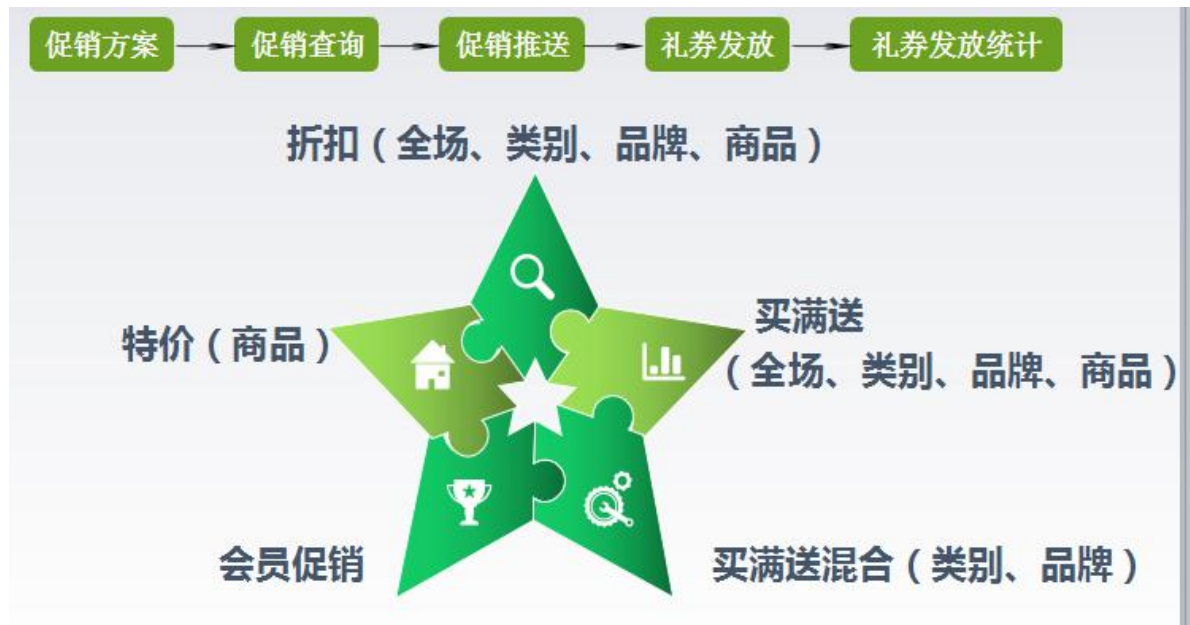 促销方案 促销查询 促销推送 礼券发放 礼券发放统计
折扣（全场、类别、品牌、商品）
买满送
（全场、类别、品牌、商品）
特价（商品）
会员促销
买满送混合（类别、品牌）